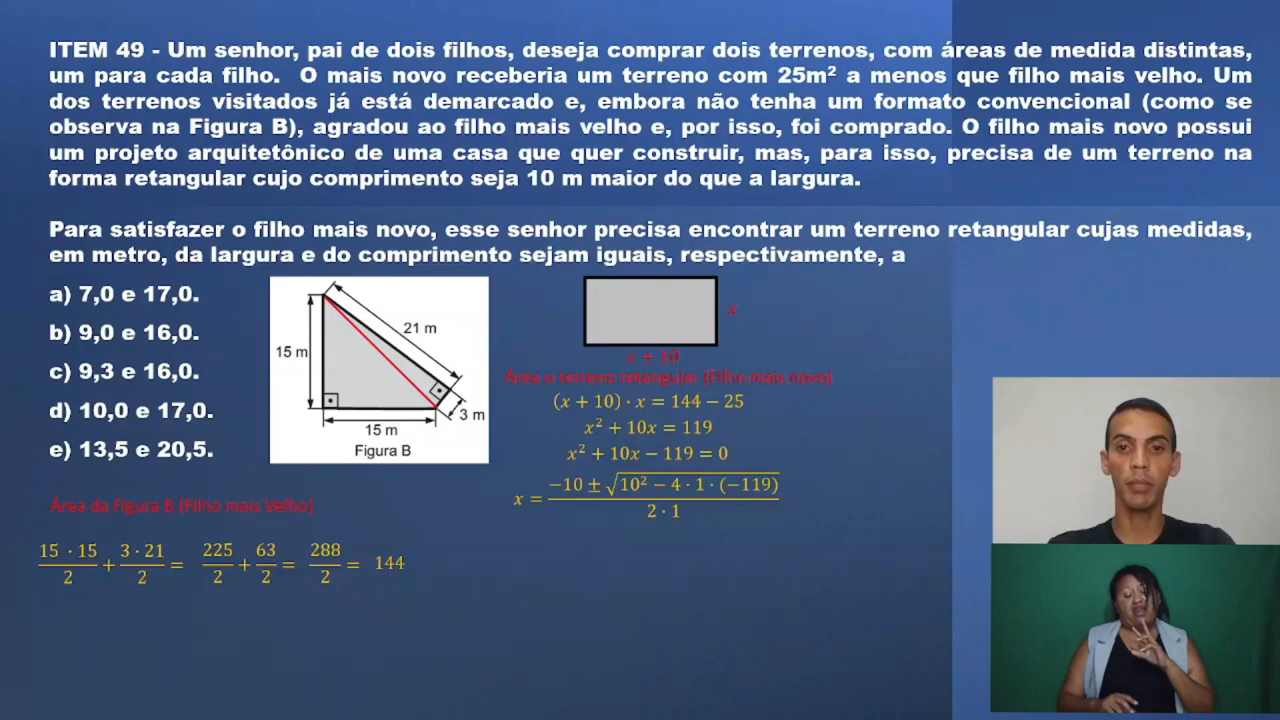 ITEM 49 - Um senhor, pai de dois filhos, deseja comprar dois terrenos, com áreas de medida distintas,
um para cada filho. O mais novo receberia um terreno com 25m² a menos que filho mais velho. Um
dos terrenos visitados já está demarcado e, embora não tenha um formato convencional (como se
observa na Figura B), agradou ao filho mais velho e, por isso, foi comprado. O filho mais novo possui
um projeto arquitetônico de uma casa que quer construir, mas, para isso, precisa de um terreno na
forma retangular cujo comprimento seja 10 m maior do que a largura.
Para satisfazer o filho mais novo, esse senhor precisa encontrar um terreno retangular cujas medidas,
em metro, da largura e do comprimento sejam iguais, respectivamente, a
a) 7,0 e 17,0.
b) 9,0 e 16,0.
c) 9,3 e 16,0.
d) 10,0 e 17,0.
e) 13,5 e 20,5.
21 m
15 m
3 m
15 m
Figura B
x
x + 10
Área o terreno retangular (Filho mais novo)
(x + 10) · x = 144 − 25
x² + 10x = 119
x² + 10x − 119 = 0
x = (−10 ± √(10² − 4 · 1 · (−119))) / (2 · 1)
Área da Figura B (Filho mais Velho)
(15 · 15)/2 + (3 · 21)/2 = 225/2 + 63/2 = 288/2 = 144